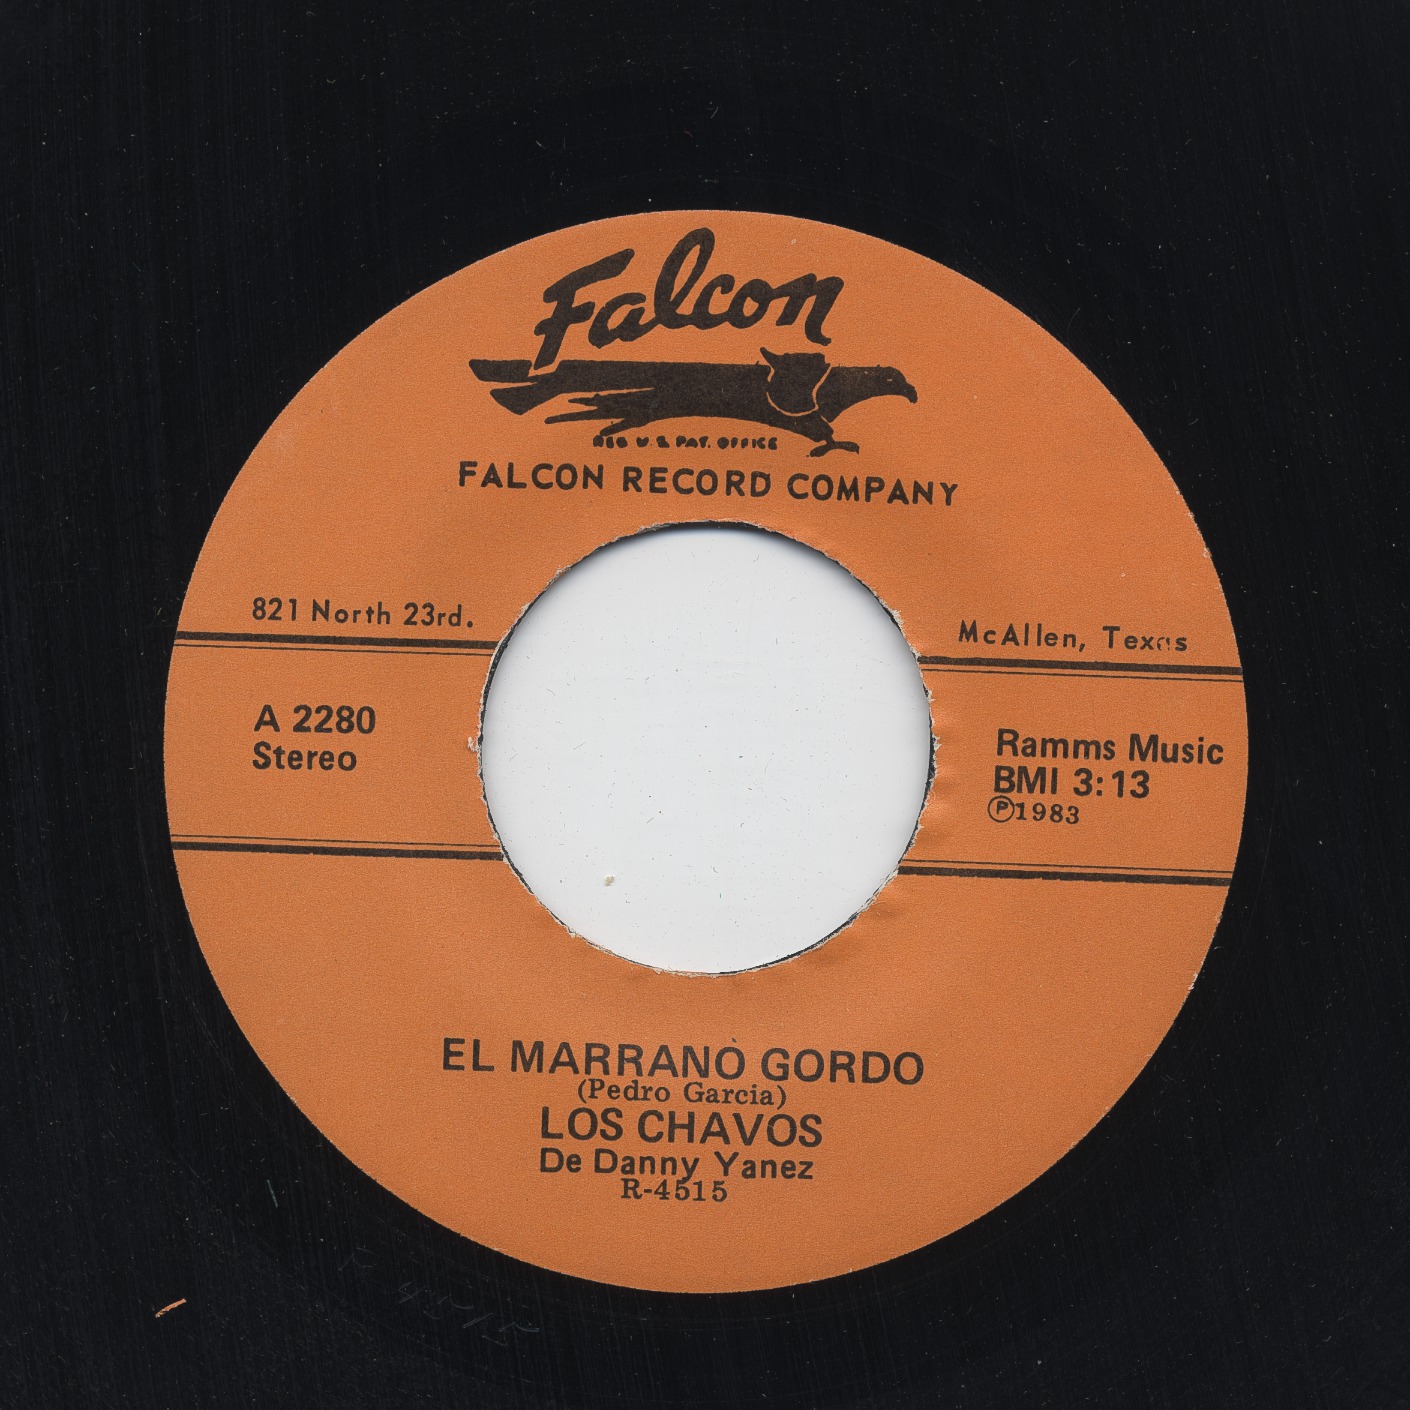 Falcon
REG U.S. PAT. OFFICE
FALCON RECORD COMPANY
821 North 23rd.
McAllen, Texas
A 2280
Stereo
Ramms Music
BMI 3:13
Ⓟ1983
EL MARRANO GORDO
(Pedro Garcia)
LOS CHAVOS
De Danny Yanez
R-4515